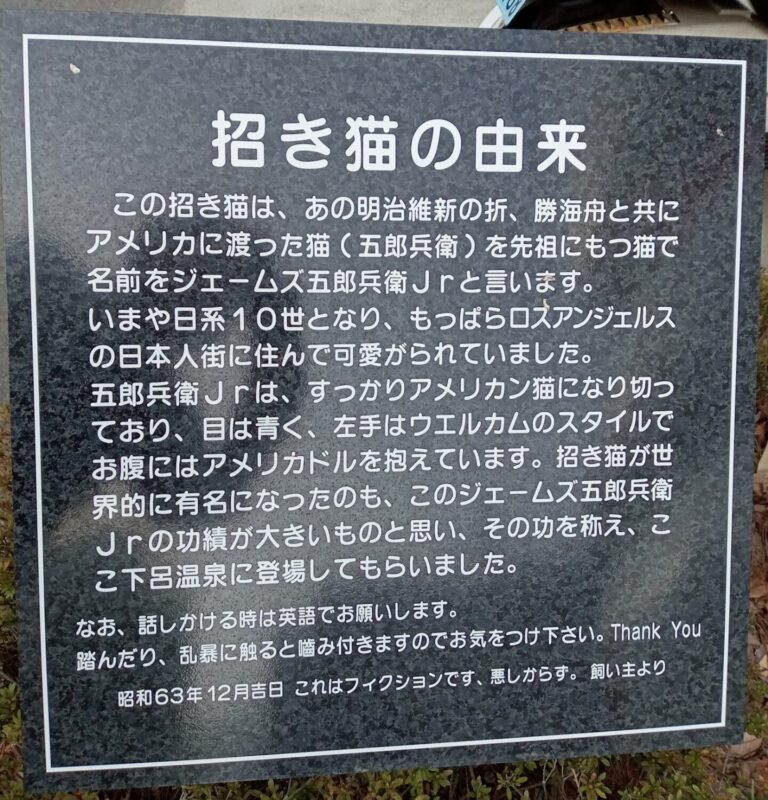 招き猫の由来
この招き猫は、あの明治維新の折、勝海舟と共に
アメリカに渡った猫（五郎兵衛）を先祖にもつ猫で
名前をジェームズ五郎兵衛Ｊｒと言います。
いまや日系１０世となり、もっぱらロスアンジェルス
の日本人街に住んで可愛がられていました。
五郎兵衛Ｊｒは、すっかりアメリカン猫になり切っ
ており、目は青く、左手はウエルカムのスタイルで
お腹にはアメリカドルを抱えています。招き猫が世
界的に有名になったのも、このジェームズ五郎兵衛
Ｊｒの功績が大きいものと思い、その功を称え、こ
こ下呂温泉に登場してもらいました。
なお、話しかける時は英語でお願いします。
踏んだり、乱暴に触ると嚙み付きますのでお気をつけ下さい。Thank You
昭和63年12月吉日 これはフィクションです、悪しからず。 飼い主より